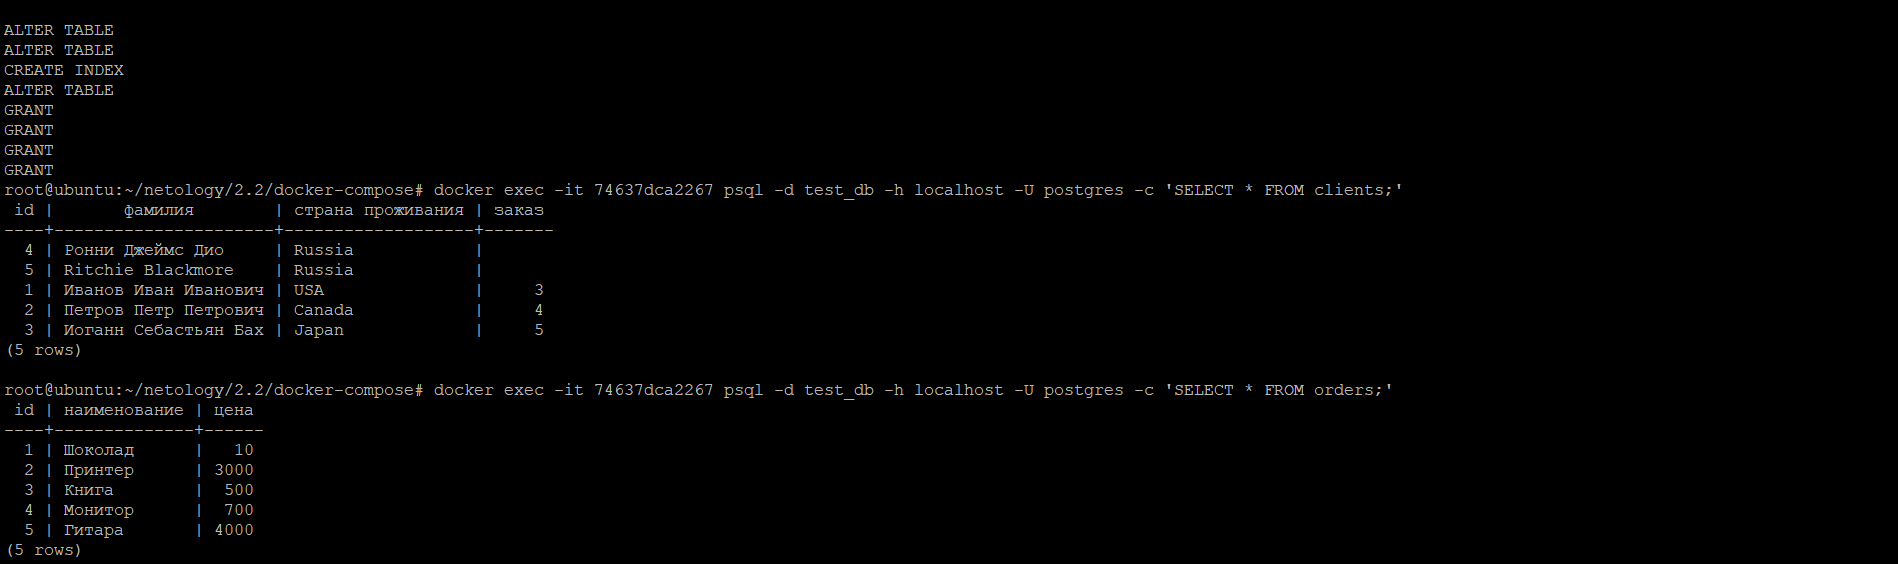 ALTER TABLE
ALTER TABLE
CREATE INDEX
ALTER TABLE
GRANT
GRANT
GRANT
GRANT
root@ubuntu:~/netology/2.2/docker-compose# docker exec -it 74637dca2267 psql -d test_db -h localhost -U postgres -c 'SELECT * FROM clients;'
 id |       фамилия        | страна проживания | заказ
----+----------------------+-------------------+-------
  4 | Ронни Джеймс Дио     | Russia            |
  5 | Ritchie Blackmore    | Russia            |
  1 | Иванов Иван Иванович | USA               |     3
  2 | Петров Петр Петрович | Canada            |     4
  3 | Иоганн Себастьян Бах | Japan             |     5
(5 rows)
root@ubuntu:~/netology/2.2/docker-compose# docker exec -it 74637dca2267 psql -d test_db -h localhost -U postgres -c 'SELECT * FROM orders;'
 id | наименование | цена
----+--------------+------
  1 | Шоколад      |   10
  2 | Принтер      | 3000
  3 | Книга        |  500
  4 | Монитор      |  700
  5 | Гитара       | 4000
(5 rows)